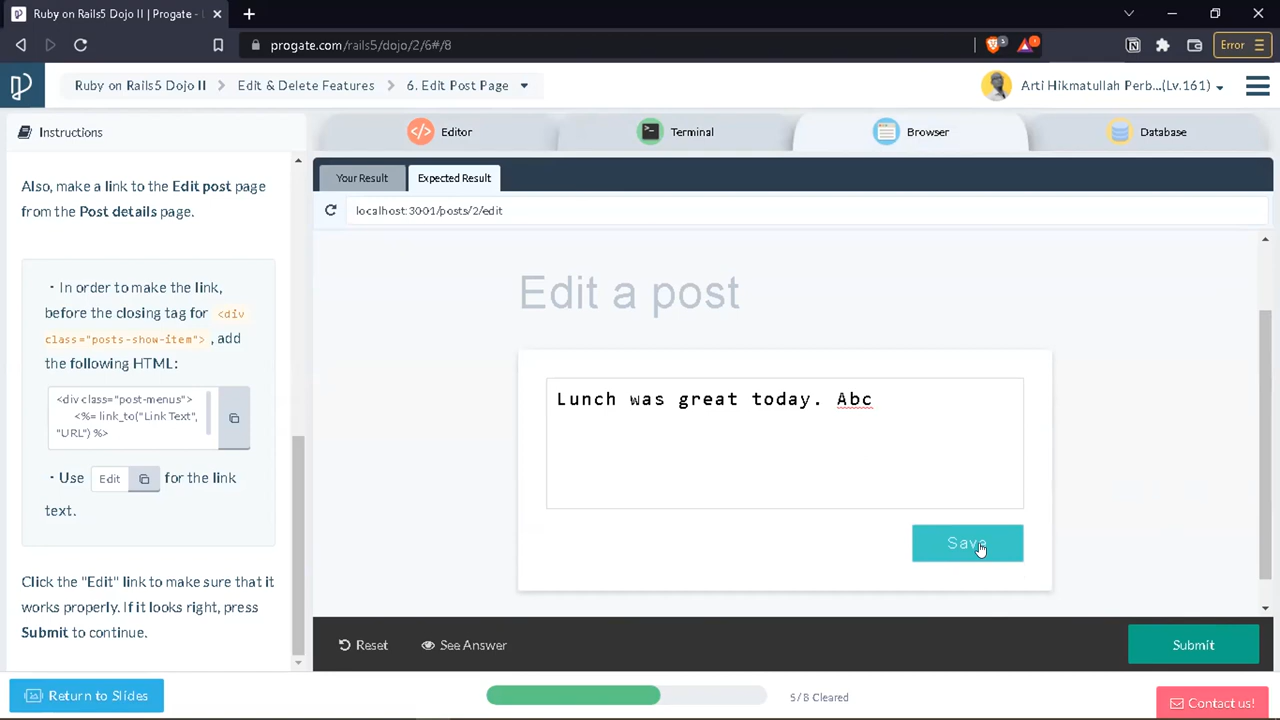 Ruby on Rails5 Dojo II | Progate - L
progate.com/rails5/dojo/2/6#/8
Error
Ruby on Rails5 Dojo II
Edit & Delete Features
6. Edit Post Page
Arti Hikmatullah Perb...(Lv.161)
Instructions
Editor
Terminal
Browser
Database
Your Result
Expected Result
localhost:3001/posts/2/edit
Also, make a link to the Edit post page
from the Post details page.
・In order to make the link,
before the closing tag for <div
class="posts-show-item"> , add
the following HTML:
<div class="post-menus">
<%= link_to("Link Text",
"URL") %>
・Use Edit for the link
text.
Click the "Edit" link to make sure that it
works properly. If it looks right, press
Submit to continue.
Edit a post
Lunch was great today. Abc
Save
Reset
See Answer
Submit
Return to Slides
5/8 Cleared
Contact us!